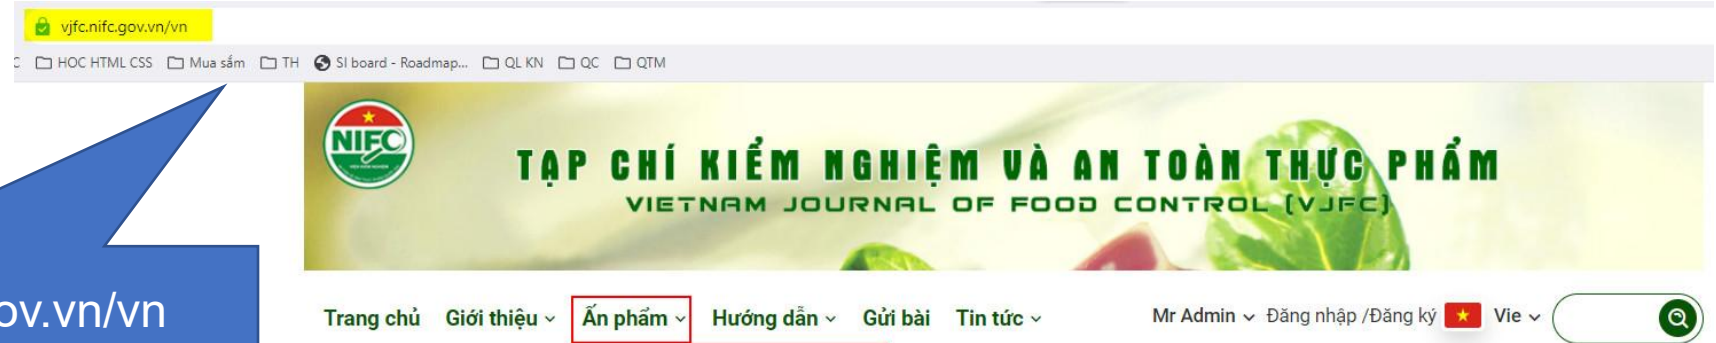 vjfc.nifc.gov.vn/vn
C HOC HTML CSS Mua sắm TH SI board - Roadmap... QL KN QC QTM
NIFC
TẠP CHÍ KIỂM NGHIỆM VÀ AN TOÀN THỰC PHẨM
VIETNAM JOURNAL OF FOOD CONTROL (VJFC)
ov.vn/vn
Trang chủ Giới thiệu Ấn phẩm Hướng dẫn Gửi bài Tin tức Mr Admin Đăng nhập /Đăng ký Vie